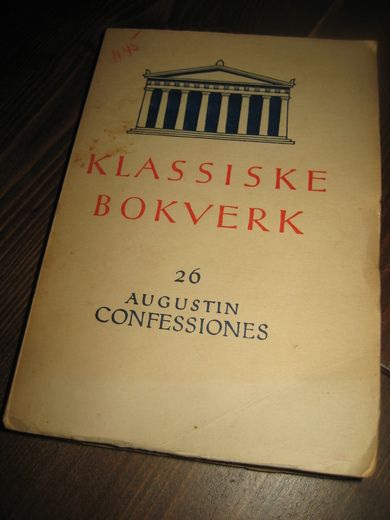 KLASSISKE
BOKVERK
26
AUGUSTIN
CONFESSIONES